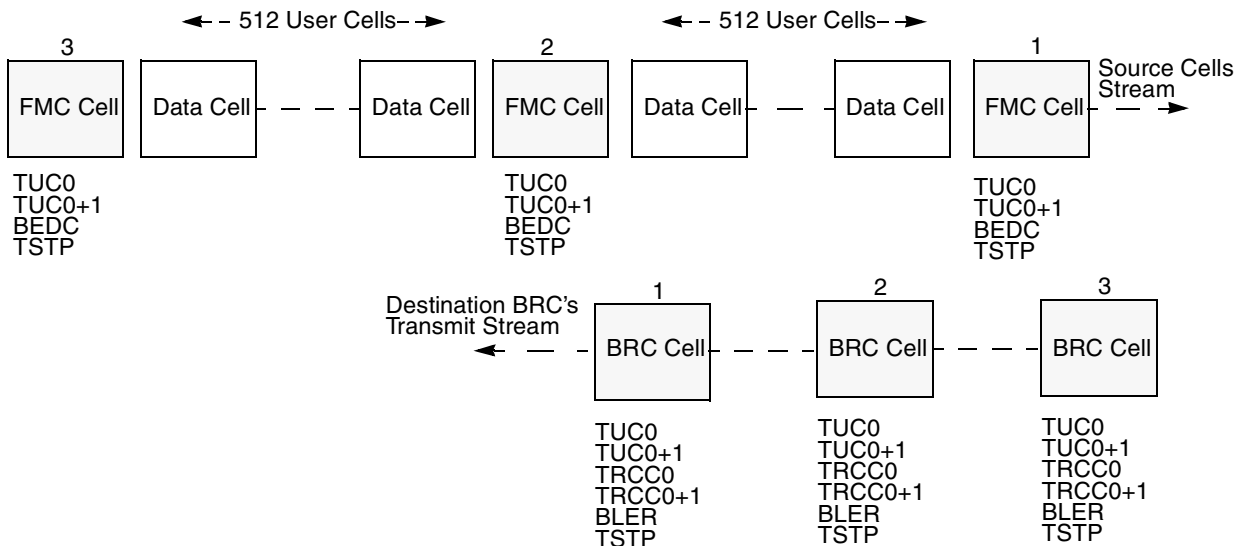 512 User Cells
512 User Cells
3
2
1
FMC Cell
Data Cell
Data Cell
FMC Cell
Data Cell
Data Cell
FMC Cell
Source Cells
Stream
TUC0
TUC0+1
BEDC
TSTP
TUC0
TUC0+1
BEDC
TSTP
TUC0
TUC0+1
BEDC
TSTP
Destination BRC's
Transmit Stream
1
2
3
BRC Cell
BRC Cell
BRC Cell
TUC0
TUC0+1
TRCC0
TRCC0+1
BLER
TSTP
TUC0
TUC0+1
TRCC0
TRCC0+1
BLER
TSTP
TUC0
TUC0+1
TRCC0
TRCC0+1
BLER
TSTP